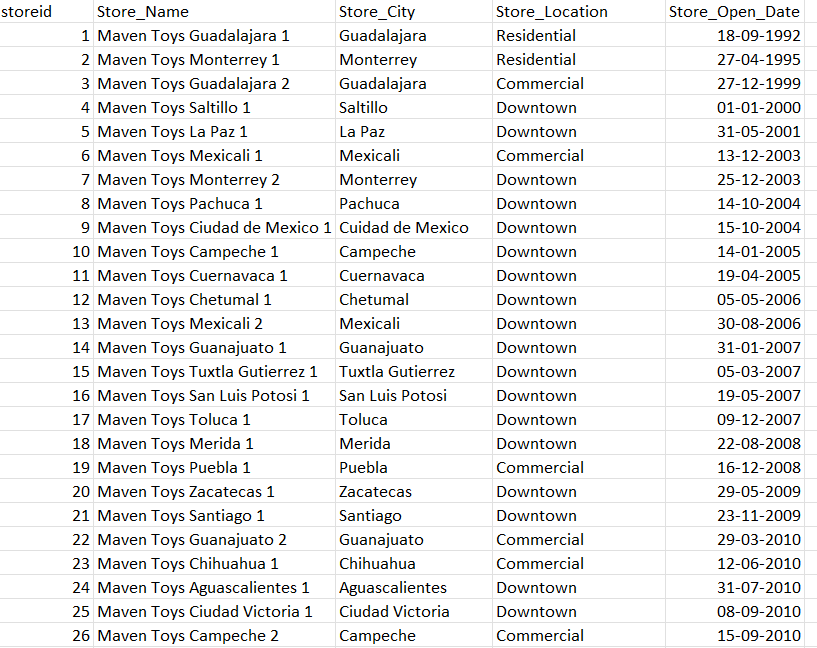 storeid Store_Name Store_City Store_Location Store_Open_Date
1 Maven Toys Guadalajara 1 Guadalajara Residential 18-09-1992
2 Maven Toys Monterrey 1 Monterrey Residential 27-04-1995
3 Maven Toys Guadalajara 2 Guadalajara Commercial 27-12-1999
4 Maven Toys Saltillo 1 Saltillo Downtown 01-01-2000
5 Maven Toys La Paz 1 La Paz Downtown 31-05-2001
6 Maven Toys Mexicali 1 Mexicali Commercial 13-12-2003
7 Maven Toys Monterrey 2 Monterrey Downtown 25-12-2003
8 Maven Toys Pachuca 1 Pachuca Downtown 14-10-2004
9 Maven Toys Ciudad de Mexico 1 Cuidad de Mexico Downtown 15-10-2004
10 Maven Toys Campeche 1 Campeche Downtown 14-01-2005
11 Maven Toys Cuernavaca 1 Cuernavaca Downtown 19-04-2005
12 Maven Toys Chetumal 1 Chetumal Downtown 05-05-2006
13 Maven Toys Mexicali 2 Mexicali Downtown 30-08-2006
14 Maven Toys Guanajuato 1 Guanajuato Downtown 31-01-2007
15 Maven Toys Tuxtla Gutierrez 1 Tuxtla Gutierrez Downtown 05-03-2007
16 Maven Toys San Luis Potosi 1 San Luis Potosi Downtown 19-05-2007
17 Maven Toys Toluca 1 Toluca Downtown 09-12-2007
18 Maven Toys Merida 1 Merida Downtown 22-08-2008
19 Maven Toys Puebla 1 Puebla Commercial 16-12-2008
20 Maven Toys Zacatecas 1 Zacatecas Downtown 29-05-2009
21 Maven Toys Santiago 1 Santiago Downtown 23-11-2009
22 Maven Toys Guanajuato 2 Guanajuato Commercial 29-03-2010
23 Maven Toys Chihuahua 1 Chihuahua Commercial 12-06-2010
24 Maven Toys Aguascalientes 1 Aguascalientes Downtown 31-07-2010
25 Maven Toys Ciudad Victoria 1 Ciudad Victoria Downtown 08-09-2010
26 Maven Toys Campeche 2 Campeche Commercial 15-09-2010